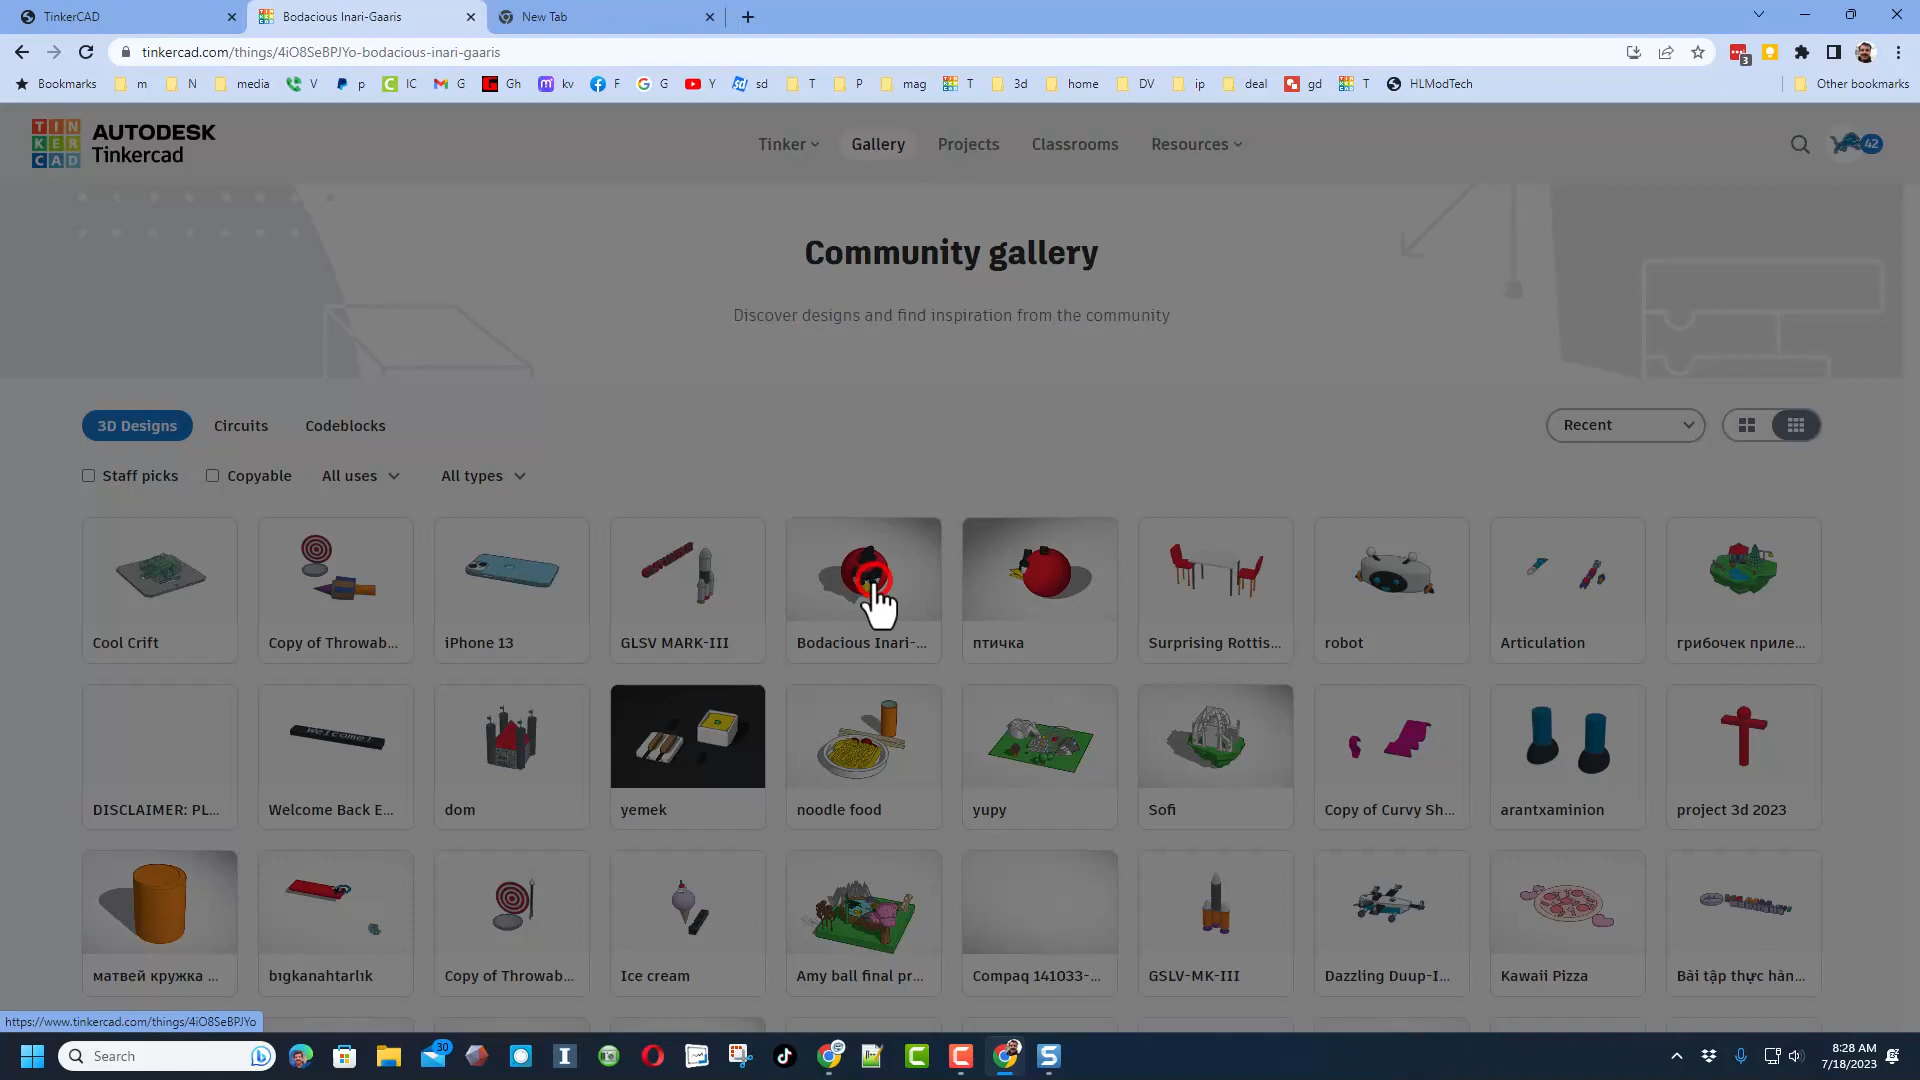 TinkerCAD
Bodacious Inari-Gaaris
New Tab
tinkercad.com/things/4iO8SeBPJYo-bodacious-inari-gaaris
3
Bookmarks m N media V p IC G Gh kv F G Y sd T P mag T 3d home DV ip deal gd T HLModTech Other bookmarks
TIN
KER
CAD
AUTODESK
Tinkercad
Tinker Gallery Projects Classrooms Resources
42
Community gallery
Discover designs and find inspiration from the community
3D Designs Circuits Codeblocks
Recent
Staff picks Copyable All uses All types
Cool Crift Copy of Throwab... iPhone 13 GLSV MARK-III Bodacious Inari-... птичка Surprising Rottis... robot Articulation грибочек приле...
Welcome!
DISCLAIMER: PL... Welcome Back E... dom yemek noodle food yupy Sofi Copy of Curvy Sh... arantxaminion project 3d 2023
матвей кружка ... bıgkanahtarlık Copy of Throwab... Ice cream Amy ball final pr... Compaq 141033-... GSLV-MK-III Dazzling Duup-I... Kawaii Pizza Bài tập thực hàn...
https://www.tinkercad.com/things/4iO8SeBPJYo
Search
30
8:28 AM
7/18/2023